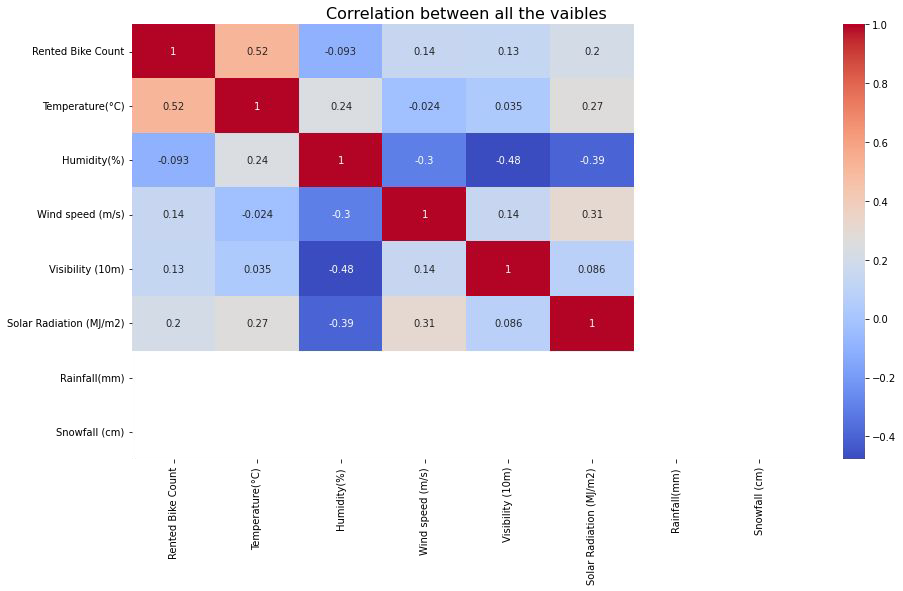 Correlation between all the vaibles
Rented Bike Count 1 0.52 -0.093 0.14 0.13 0.2
Temperature(°C) 0.52 1 0.24 -0.024 0.035 0.27
Humidity(%) -0.093 0.24 1 -0.3 -0.48 -0.39
Wind speed (m/s) 0.14 -0.024 -0.3 1 0.14 0.31
Visibility (10m) 0.13 0.035 -0.48 0.14 1 0.086
Solar Radiation (MJ/m2) 0.2 0.27 -0.39 0.31 0.086 1
Rainfall(mm)
Snowfall (cm)
Rented Bike Count
Temperature(°C)
Humidity(%)
Wind speed (m/s)
Visibility (10m)
Solar Radiation (MJ/m2)
Rainfall(mm)
Snowfall (cm)
1.0
0.8
0.6
0.4
0.2
0.0
−0.2
−0.4